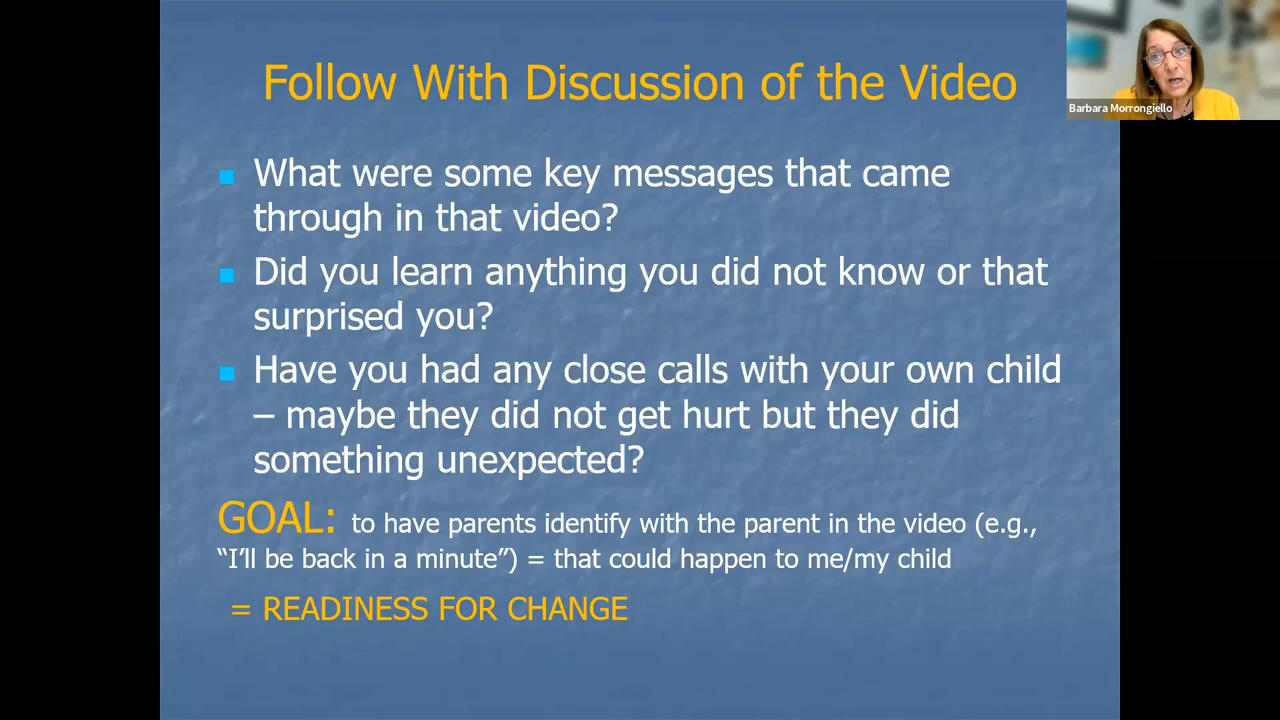 Follow With Discussion of the Video
Barbara Morrongiello
■ What were some key messages that came
through in that video?
■ Did you learn anything you did not know or that
surprised you?
■ Have you had any close calls with your own child
– maybe they did not get hurt but they did
something unexpected?
GOAL: to have parents identify with the parent in the video (e.g.,
“I’ll be back in a minute”) = that could happen to me/my child
= READINESS FOR CHANGE